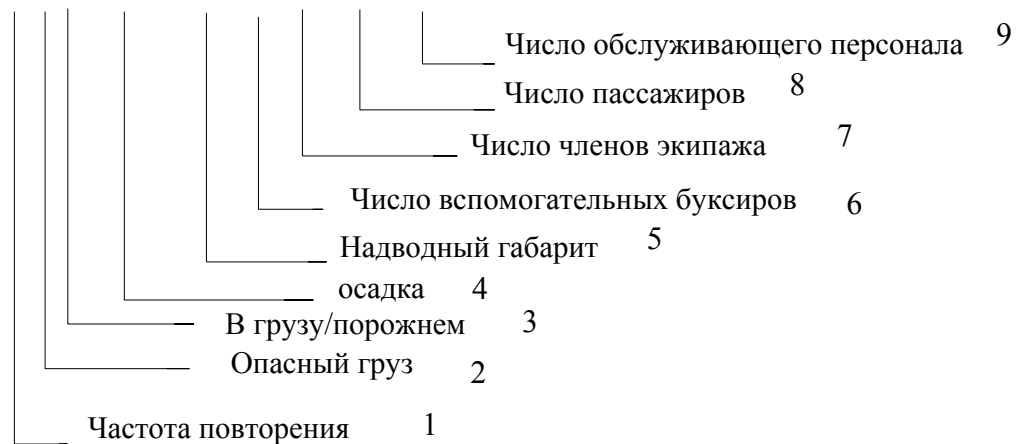 Число обслуживающего персонала 9
Число пассажиров 8
Число членов экипажа 7
Число вспомогательных буксиров 6
Надводный габарит 5
осадка 4
В грузу/порожнем 3
Опасный груз 2
Частота повторения 1